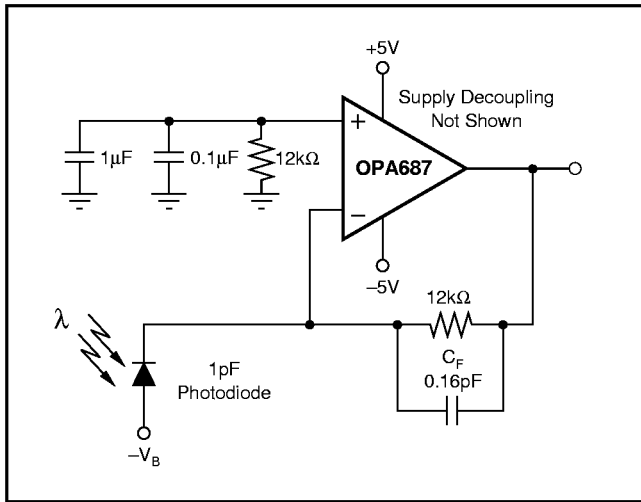 +5V
Supply Decoupling
Not Shown
+
1µF
0.1µF
12kΩ
OPA687
−
−5V
12kΩ
λ
C_F
1pF
0.16pF
Photodiode
−V_B